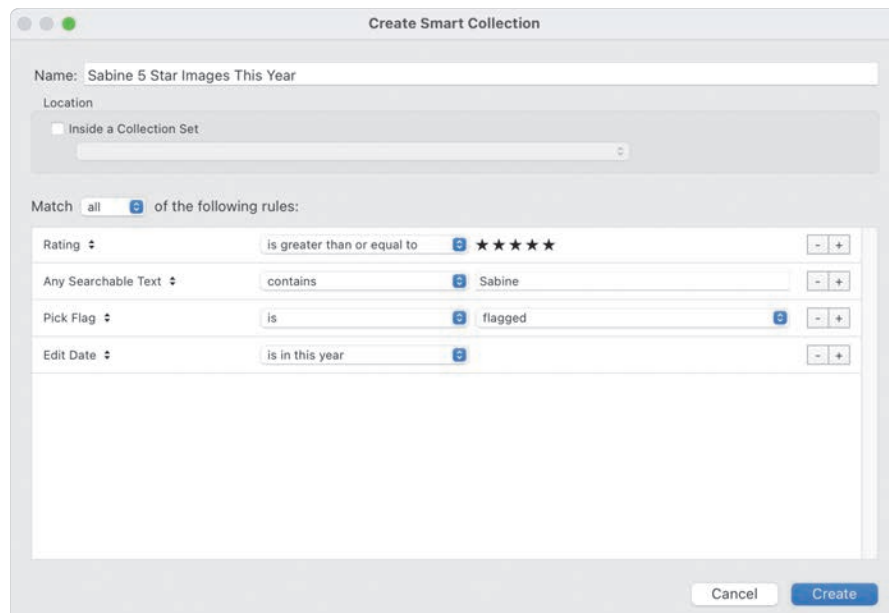 Create Smart Collection
Name: Sabine 5 Star Images This Year
Location
Inside a Collection Set
Match all of the following rules:
Rating is greater than or equal to ★★★★★ - +
Any Searchable Text contains Sabine - +
Pick Flag is flagged - +
Edit Date is in this year - +
Cancel Create